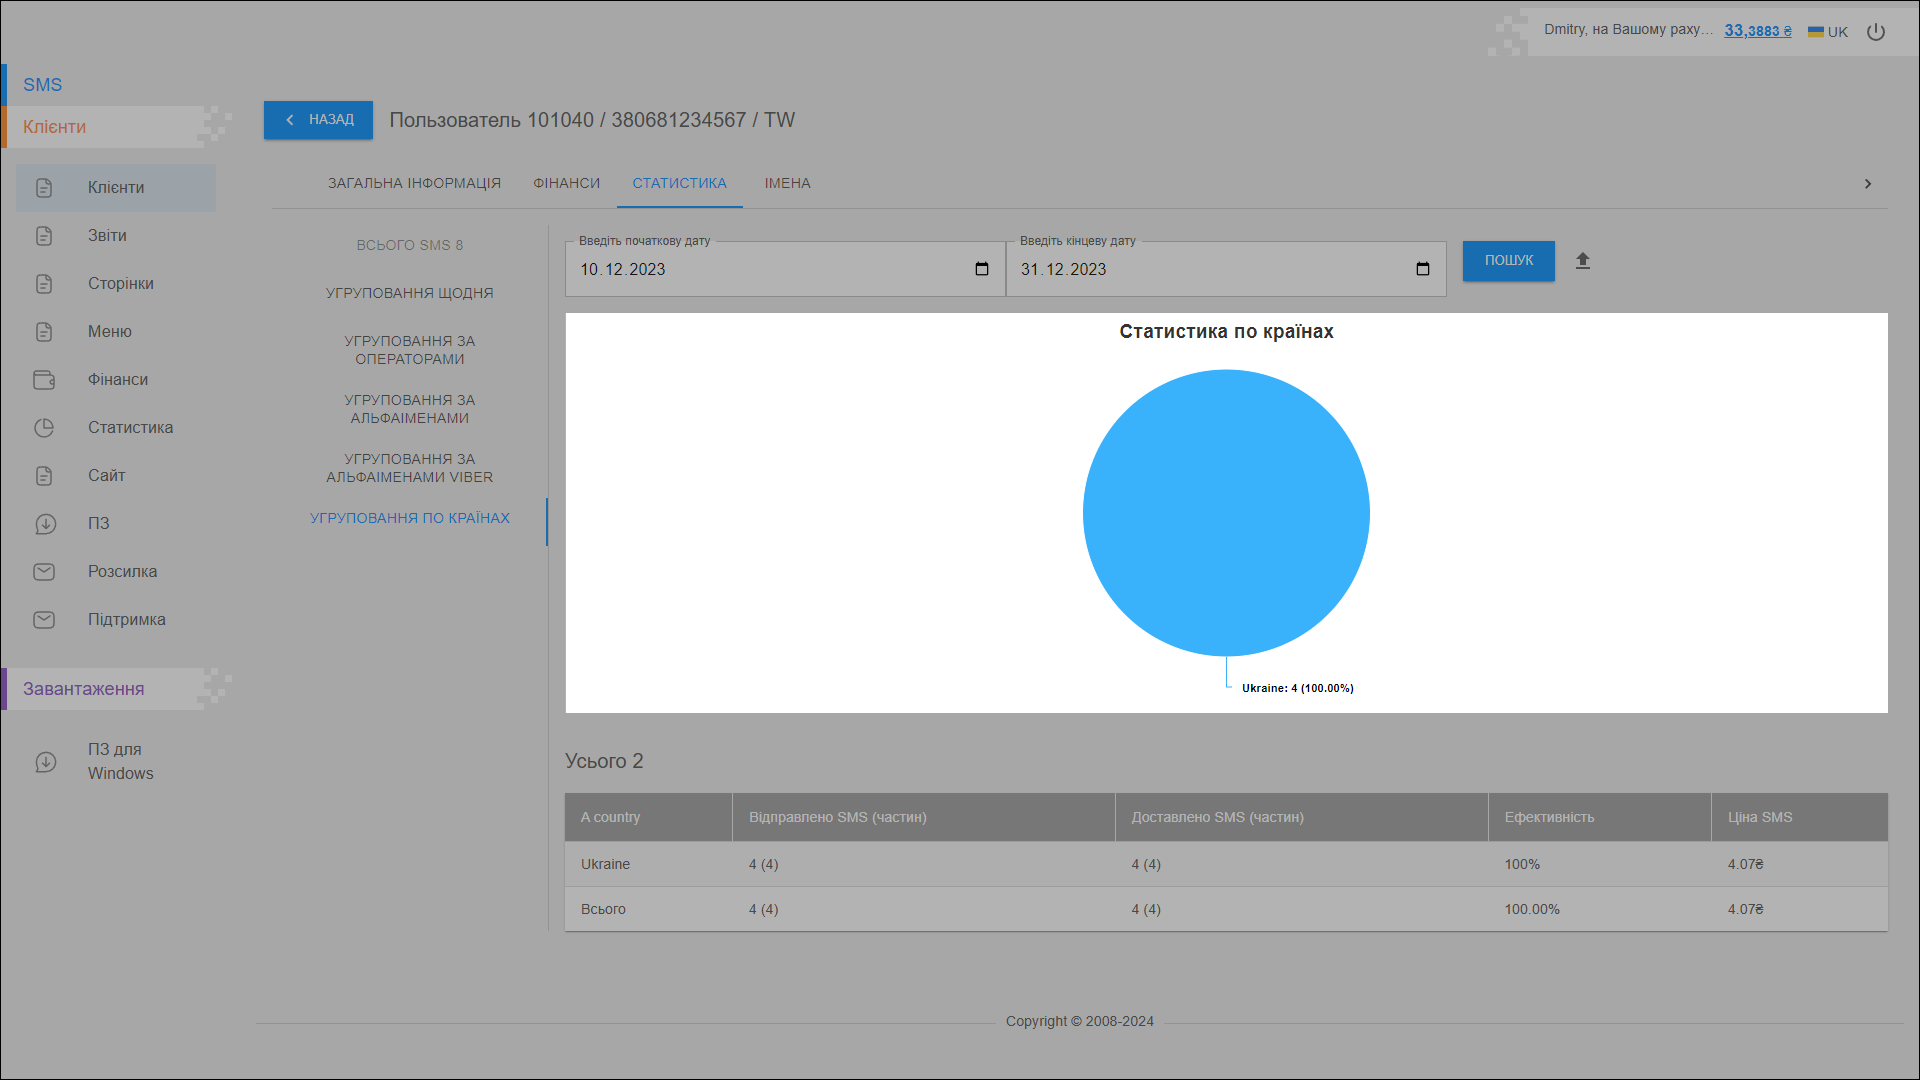 Dmitry, на Вашому раху... 33,3883 ₴ UK
SMS
Клієнти
Клієнти
Звіти
Сторінки
Меню
Фінанси
Статистика
Сайт
ПЗ
Розсилка
Підтримка
Завантаження
ПЗ для
Windows
НАЗАД
Пользователь 101040 / 380681234567 / TW
ЗАГАЛЬНА ІНФОРМАЦІЯ ФІНАНСИ СТАТИСТИКА ІМЕНА
ВСЬОГО SMS 8
УГРУПОВАННЯ ЩОДНЯ
УГРУПОВАННЯ ЗА
ОПЕРАТОРАМИ
УГРУПОВАННЯ ЗА
АЛЬФАІМЕНАМИ
УГРУПОВАННЯ ЗА
АЛЬФАІМЕНАМИ VIBER
УГРУПОВАННЯ ПО КРАЇНАХ
Введіть початкову дату Введіть кінцеву дату
10.12.2023 31.12.2023 ПОШУК
Статистика по країнах
Ukraine: 4 (100.00%)
Усього 2
A country Відправлено SMS (частин) Доставлено SMS (частин) Ефективність Ціна SMS
Ukraine 4 (4) 4 (4) 100% 4.07₴
Всього 4 (4) 4 (4) 100.00% 4.07₴
Copyright © 2008-2024